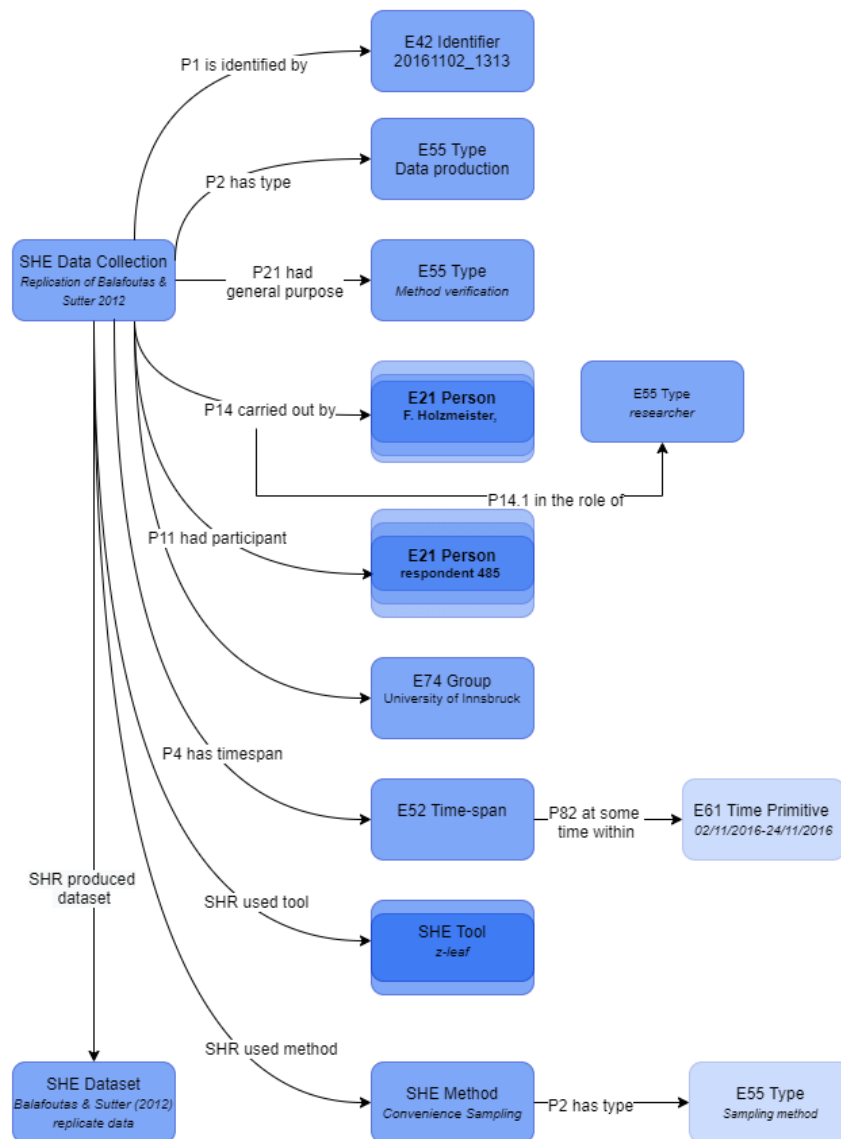 E42 Identifier
20161102_1313
P1 is identified by
E55 Type
Data production
P2 has type
SHE Data Collection
Replication of Balafoutas &
Sutter 2012
P21 had
general purpose
E55 Type
Method verification
P14 carried out by
E21 Person
F. Holzmeister,
E55 Type
researcher
P14.1 in the role of
P11 had participant
E21 Person
respondent 485
E74 Group
University of Innsbruck
P4 has timespan
E52 Time-span
P82 at some
time within
E61 Time Primitive
02/11/2016-24/11/2016
SHR produced
dataset
SHR used tool
SHE Tool
z-leaf
SHR used method
SHE Dataset
Balafoutas & Sutter (2012)
replicate data
SHE Method
Convenience Sampling
P2 has type
E55 Type
Sampling method